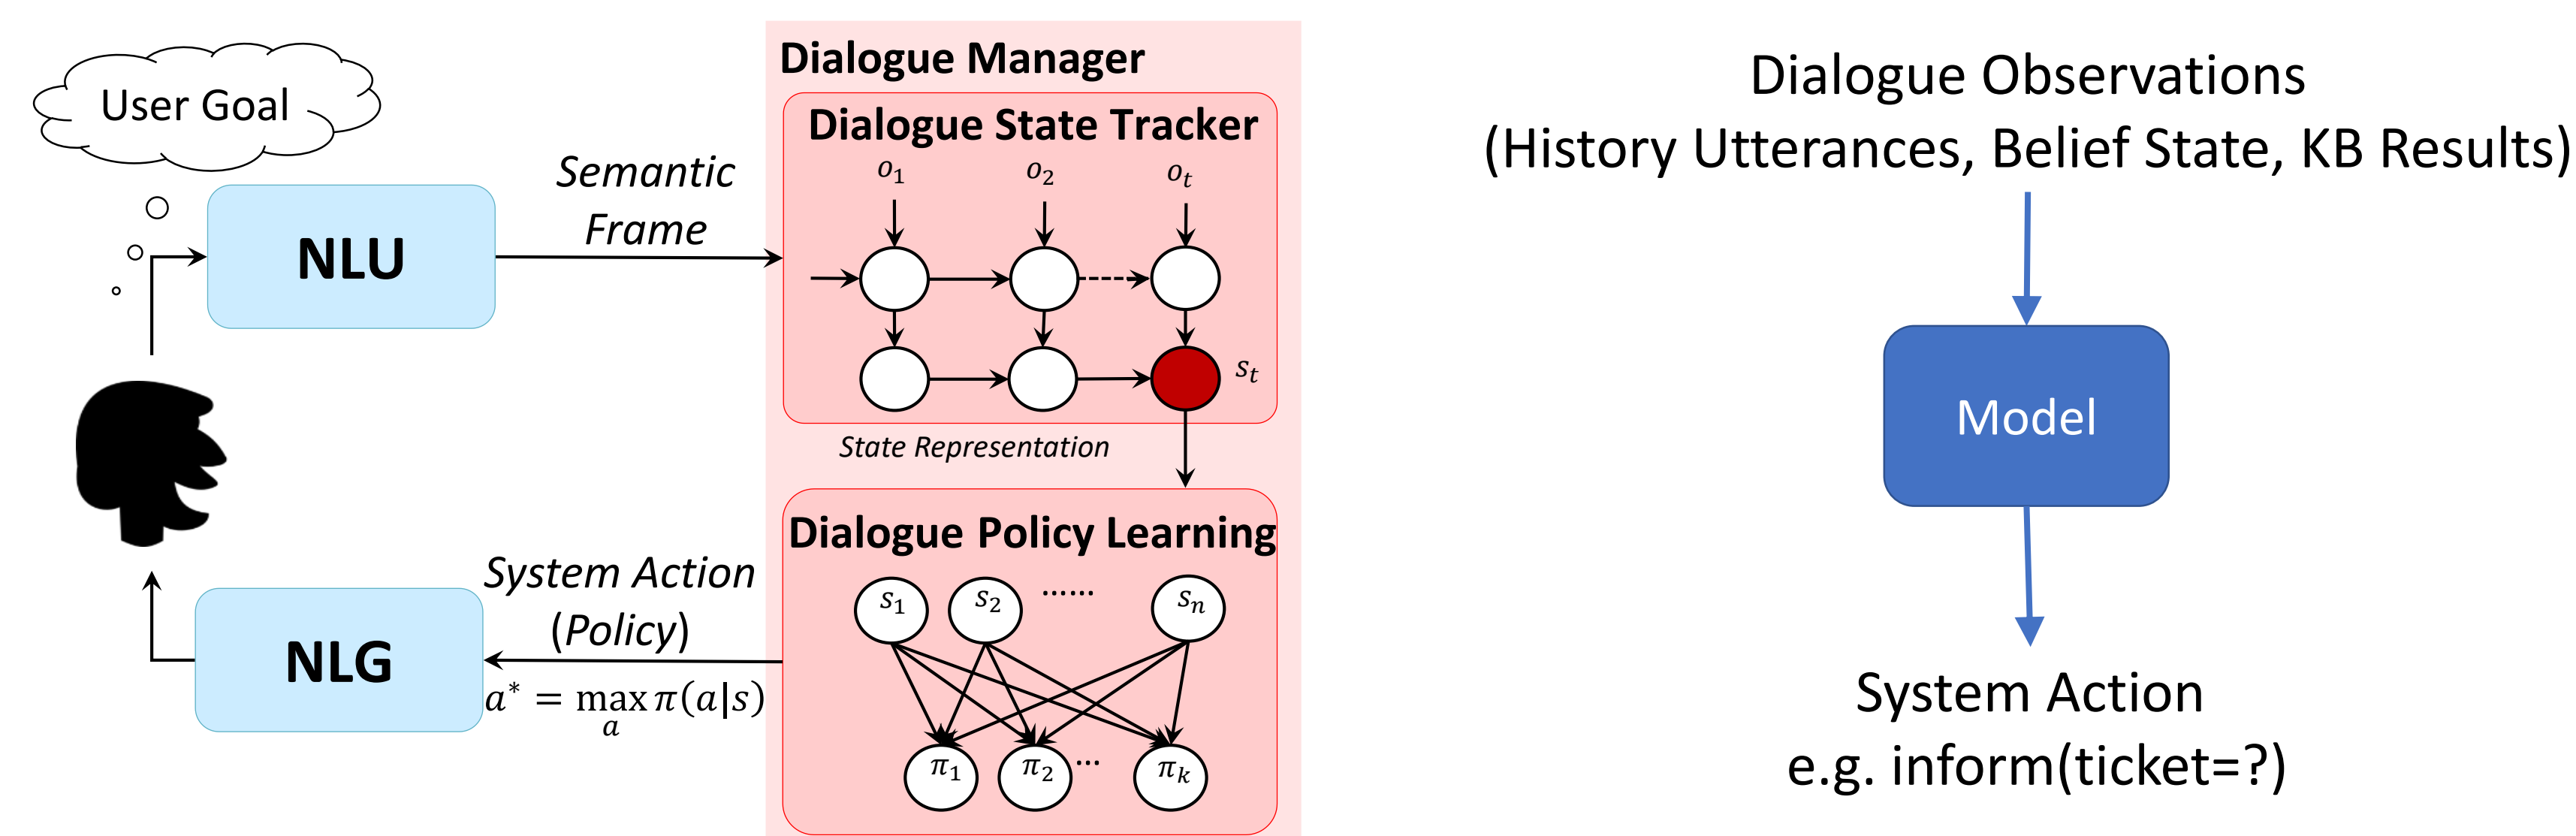 User Goal
NLU
Semantic
Frame
Dialogue Manager
Dialogue State Tracker
o₁ o₂ oₜ
sₜ
State Representation
Dialogue Policy Learning
s₁ s₂ ...... sₙ
π₁ π₂ ... πₖ
System Action
(Policy)
a* = max π(a|s)
a
NLG
Dialogue Observations
(History Utterances, Belief State, KB Results)
Model
System Action
e.g. inform(ticket=?)